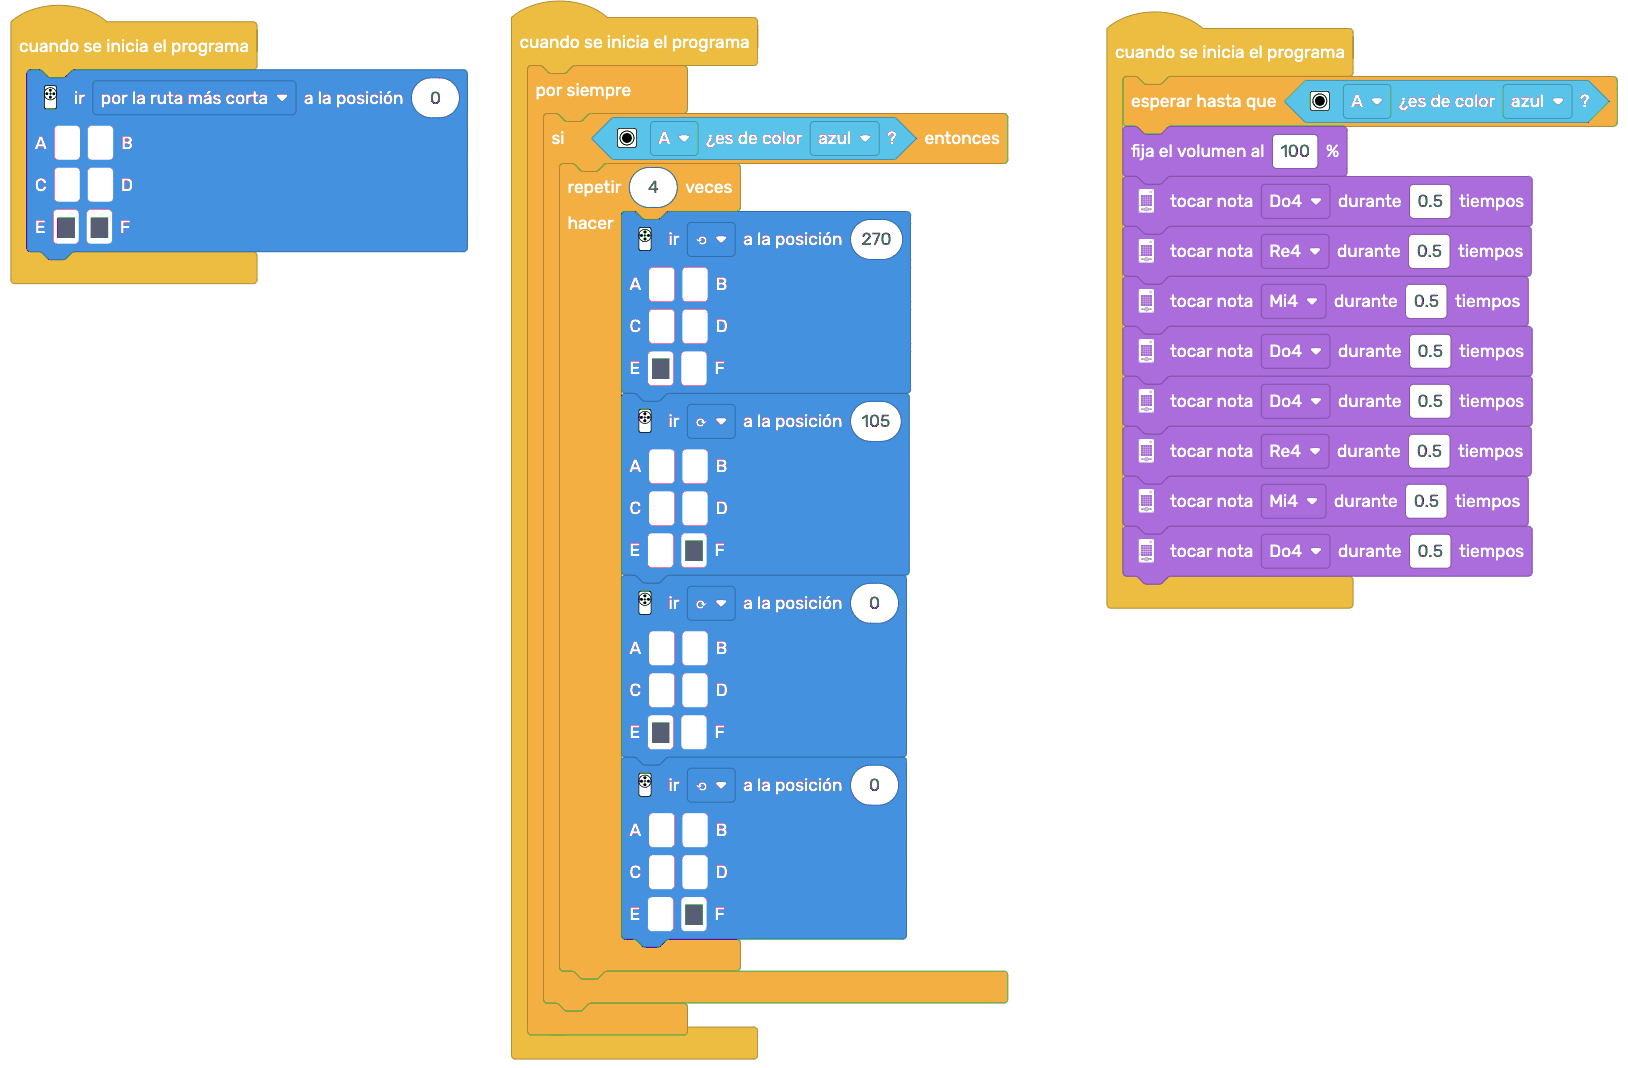 cuando se inicia el programa
ir por la ruta más corta a la posición 0
A B
C D
E F
cuando se inicia el programa
por siempre
si A ¿es de color azul ? entonces
repetir 4 veces
hacer
ir a la posición 270
A B
C D
E F
ir a la posición 105
A B
C D
E F
ir a la posición 0
A B
C D
E F
ir a la posición 0
A B
C D
E F
cuando se inicia el programa
esperar hasta que A ¿es de color azul ?
fija el volumen al 100 %
tocar nota Do4 durante 0.5 tiempos
tocar nota Re4 durante 0.5 tiempos
tocar nota Mi4 durante 0.5 tiempos
tocar nota Do4 durante 0.5 tiempos
tocar nota Do4 durante 0.5 tiempos
tocar nota Re4 durante 0.5 tiempos
tocar nota Mi4 durante 0.5 tiempos
tocar nota Do4 durante 0.5 tiempos